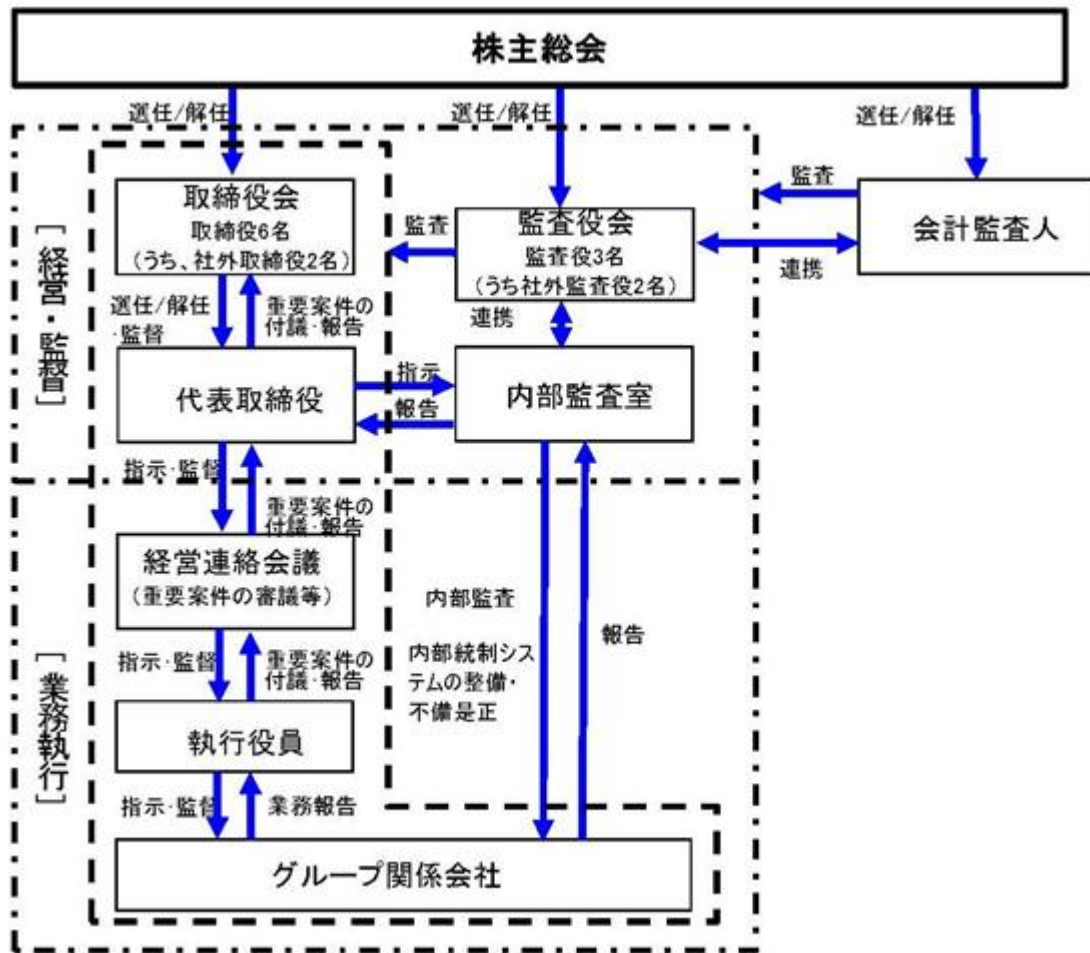 株主総会
選任/解任
選任/解任
選任/解任
取締役会
取締役6名
(うち、社外取締役2名)
監査
監査役会
監査役3名
(うち社外監査役2名)
監査
会計監査人
連携
[経営・監督]
選任/解任
・監督
重要案件の
付議・報告
連携
代表取締役
指示
報告
内部監査室
指示・監督
重要案件の
付議・報告
経営連絡会議
(重要案件の審議等)
内部監査
内部統制シス
テムの整備・
不備是正
報告
[業務執行]
指示・監督
重要案件の
付議・報告
執行役員
指示・監督
業務報告
グループ関係会社